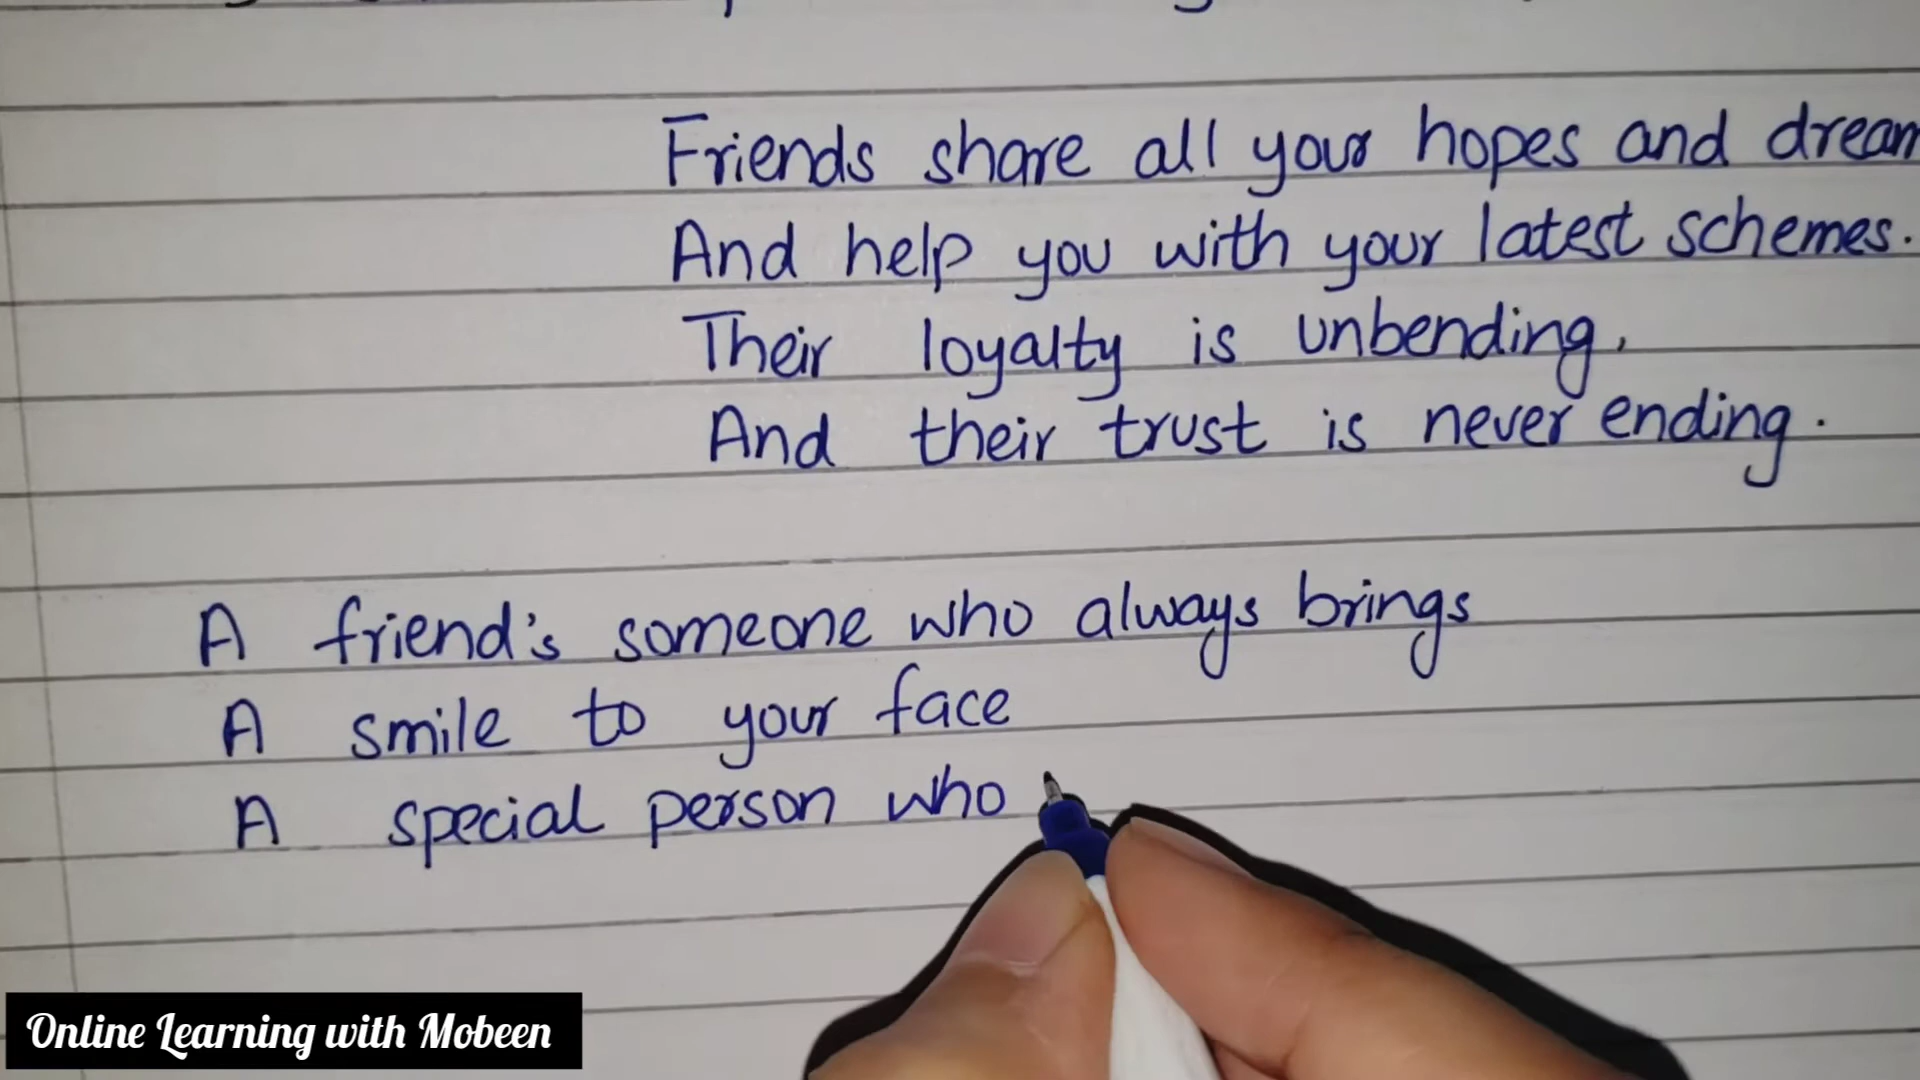 Friends share all your hopes and dream
And help you with your latest schemes.
Their loyalty is unbending,
And their trust is never ending.
A friend's someone who always brings
A smile to your face
A special person who
Online Learning with Mobeen